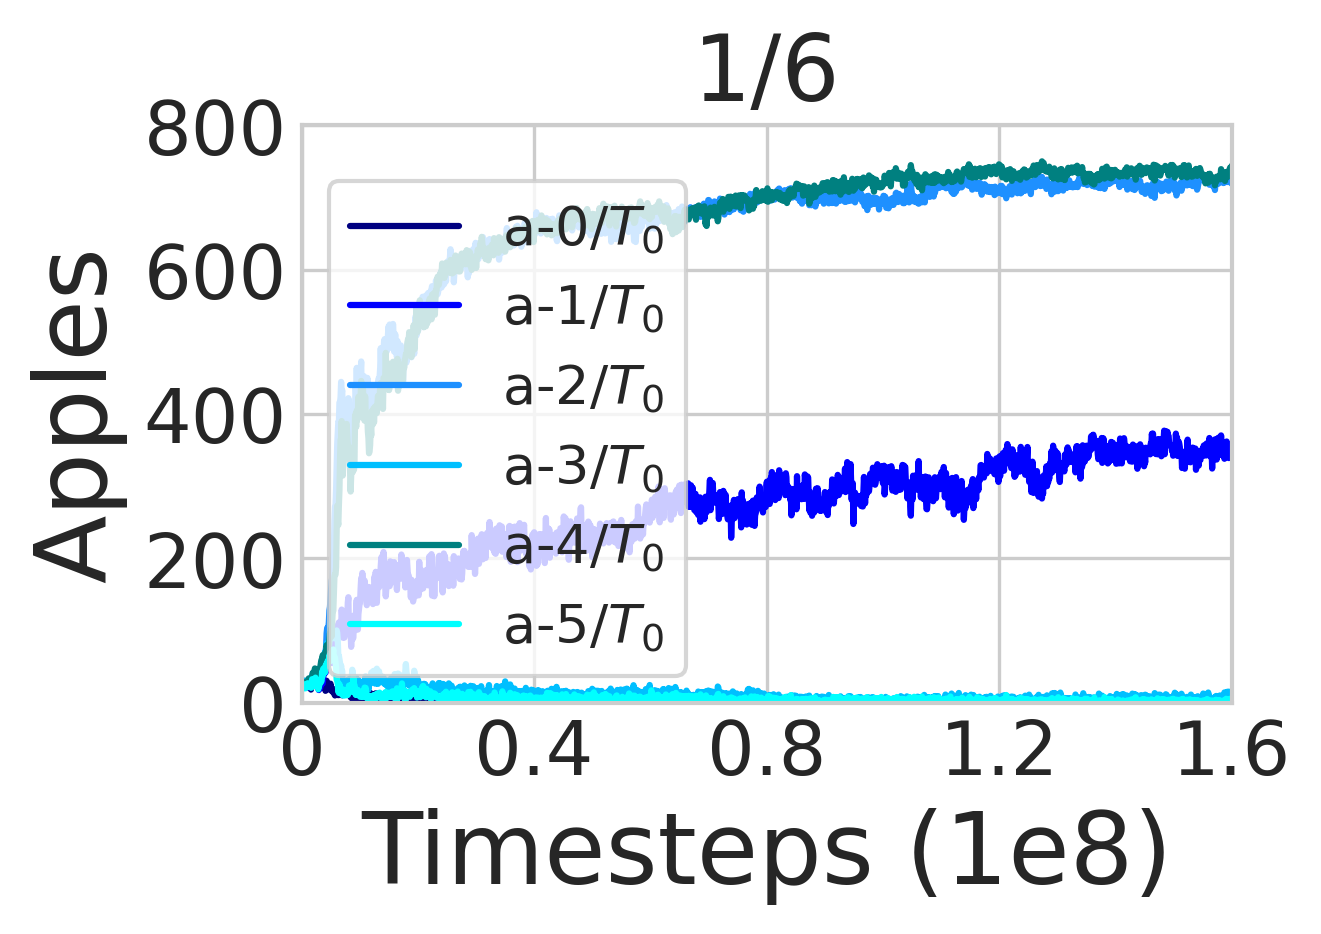 1/6
800
600
400
200
0
Apples
a-0/T₀
a-1/T₀
a-2/T₀
a-3/T₀
a-4/T₀
a-5/T₀
0 0.4 0.8 1.2 1.6
Timesteps (1e8)